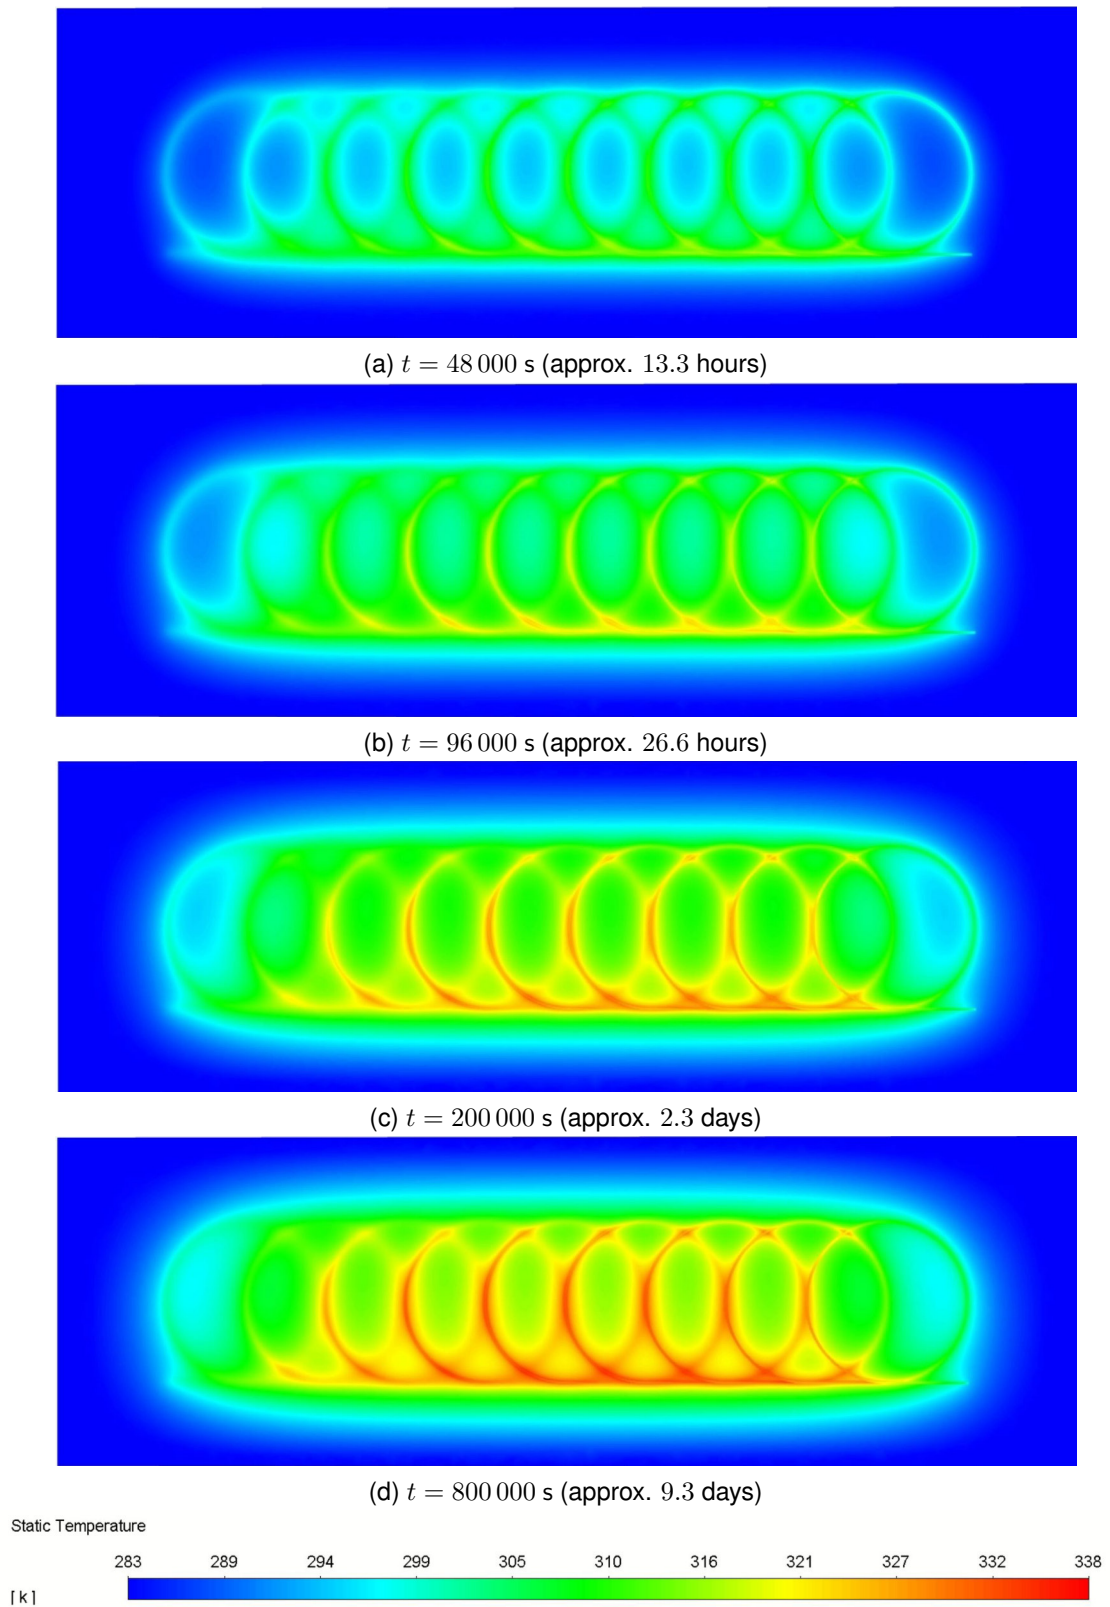 (a) t = 48 000 s (approx. 13.3 hours)
(b) t = 96 000 s (approx. 26.6 hours)
(c) t = 200 000 s (approx. 2.3 days)
(d) t = 800 000 s (approx. 9.3 days)
Static Temperature
283 289 294 299 305 310 316 321 327 332 338
[ k ]